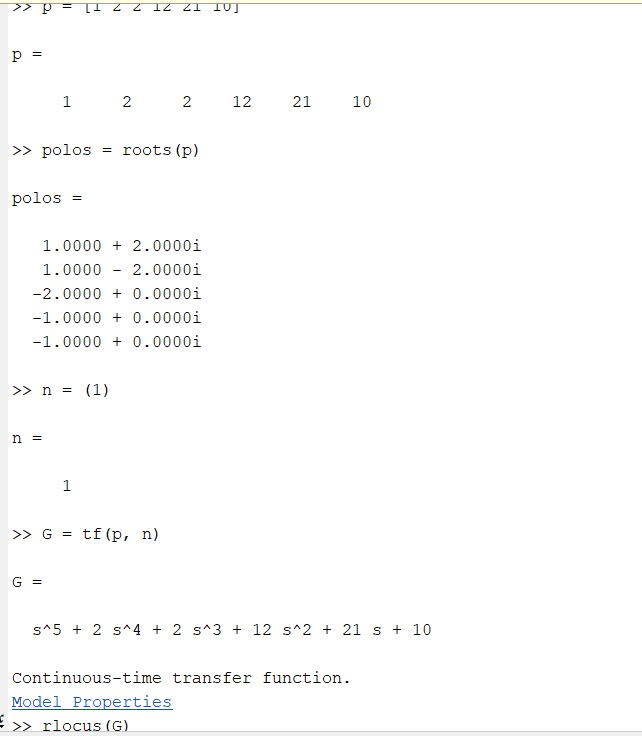 >> p = [1 2 2 12 21 10]
p =
1 2 2 12 21 10
>> polos = roots(p)
polos =
1.0000 + 2.0000i
1.0000 - 2.0000i
-2.0000 + 0.0000i
-1.0000 + 0.0000i
-1.0000 + 0.0000i
>> n = (1)
n =
1
>> G = tf(p, n)
G =
s^5 + 2 s^4 + 2 s^3 + 12 s^2 + 21 s + 10
Continuous-time transfer function.
Model Properties
>> rlocus(G)